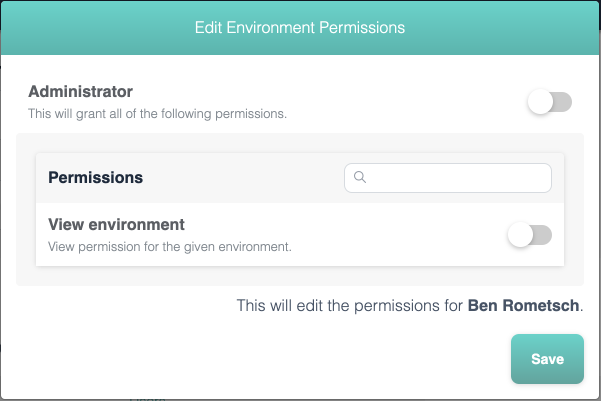 Edit Environment Permissions
Administrator
This will grant all of the following permissions.
Permissions
View environment
View permission for the given environment.
This will edit the permissions for Ben Rometsch.
Save